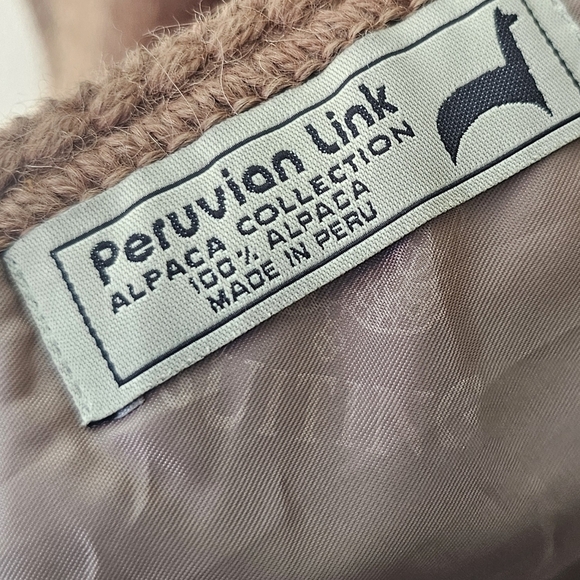 Peruvian Link
ALPACA COLLECTION
100% ALPACA
MADE IN PERU